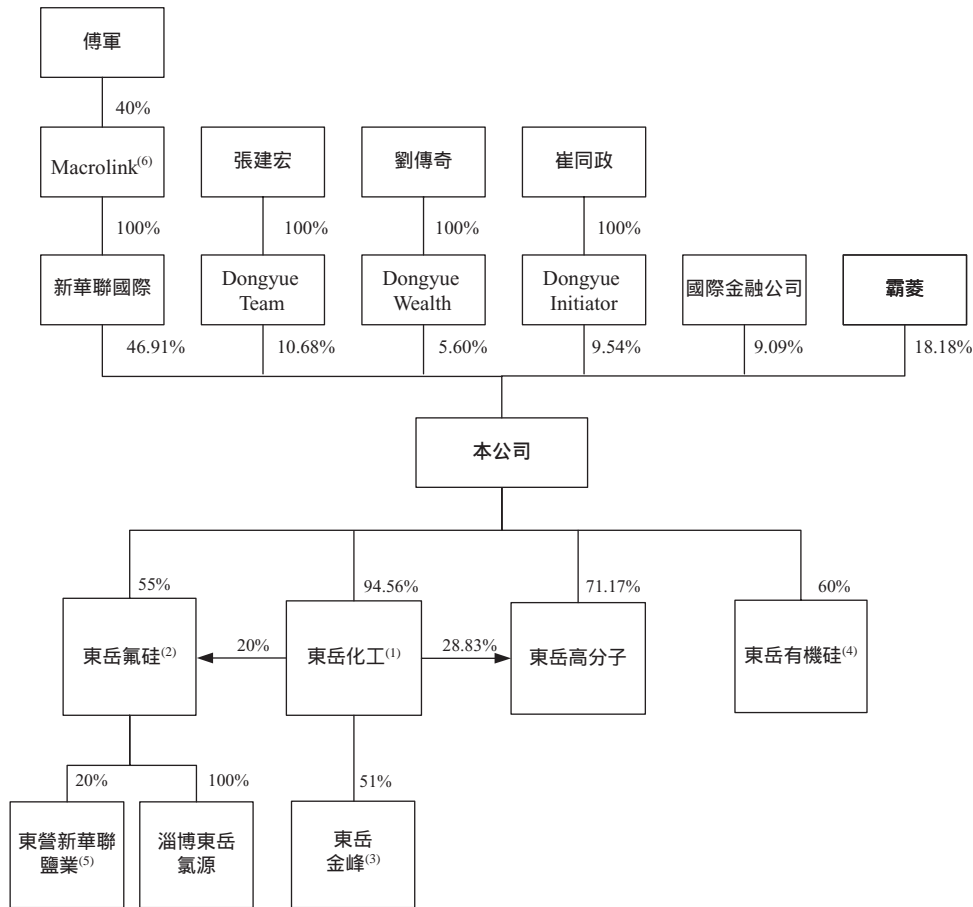 傅軍
40%
Macrolink(6)
張建宏
劉傳奇
崔同政
100%
100%
100%
100%
新華聯國際
Dongyue
Team
Dongyue
Wealth
Dongyue
Initiator
國際金融公司
霸菱
46.91%
10.68%
5.60%
9.54%
9.09%
18.18%
本公司
55%
94.56%
71.17%
60%
東岳氟硅(2)
20%
東岳化工(1)
28.83%
東岳高分子
東岳有機硅(4)
20%
100%
51%
東營新華聯
鹽業(5)
淄博東岳
氯源
東岳
金峰(3)